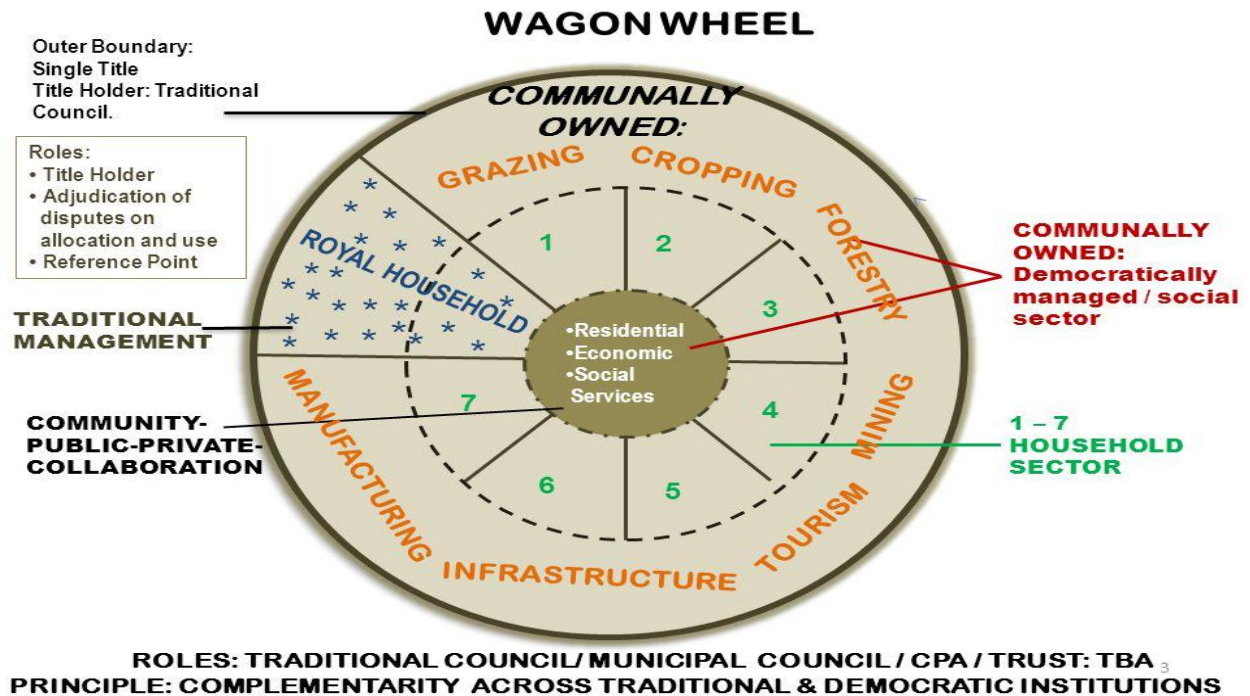 WAGON WHEEL
Outer Boundary:
Single Title
Title Holder: Traditional
Council.
Roles:
• Title Holder
• Adjudication of
disputes on
allocation and use
• Reference Point
TRADITIONAL
MANAGEMENT
COMMUNITY-
PUBLIC-PRIVATE-
COLLABORATION
COMMUNALLY
OWNED:
GRAZING
CROPPING
FORESTRY
MINING
TOURISM
INFRASTRUCTURE
MANUFACTURING
ROYAL HOUSEHOLD
1
2
3
4
5
6
7
•Residential
•Economic
•Social
Services
COMMUNALLY
OWNED:
Democratically
managed / social
sector
1 – 7
HOUSEHOLD
SECTOR
ROLES: TRADITIONAL COUNCIL/ MUNICIPAL COUNCIL / CPA / TRUST: TBA
3
PRINCIPLE: COMPLEMENTARITY ACROSS TRADITIONAL & DEMOCRATIC INSTITUTIONS